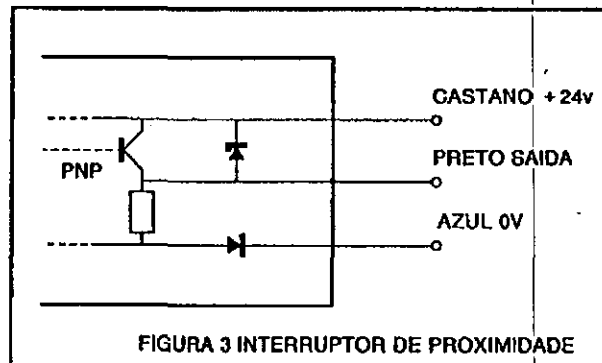 CASTANO + 24v
PRETO SAIDA
PNP
AZUL 0V
FIGURA 3 INTERRUPTOR DE PROXIMIDADE